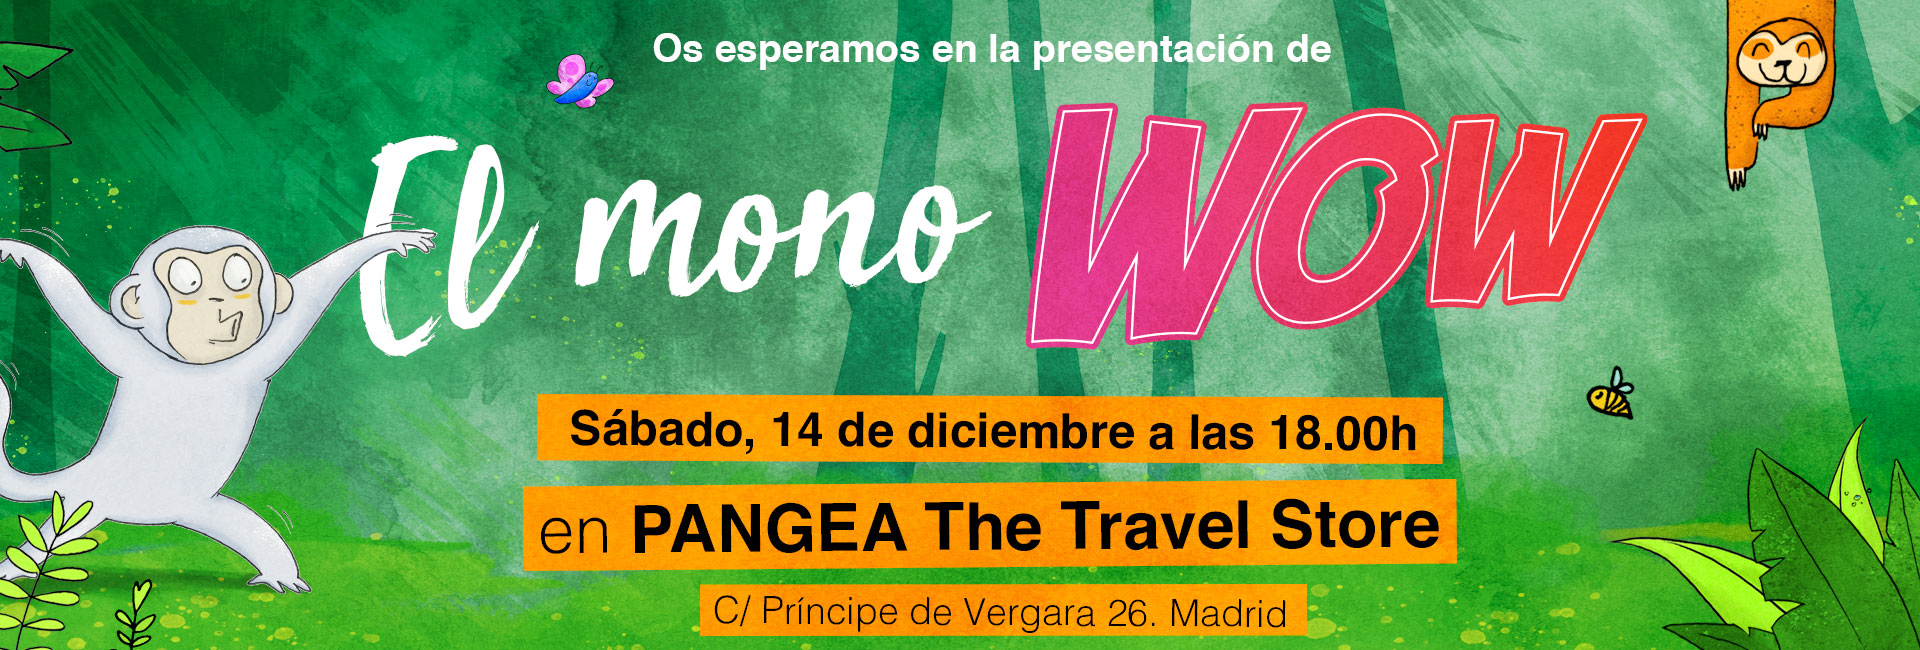 Os esperamos en la presentación de
El mono WOW
Sábado, 14 de diciembre a las 18.00h
en PANGEA The Travel Store
C/ Príncipe de Vergara 26. Madrid